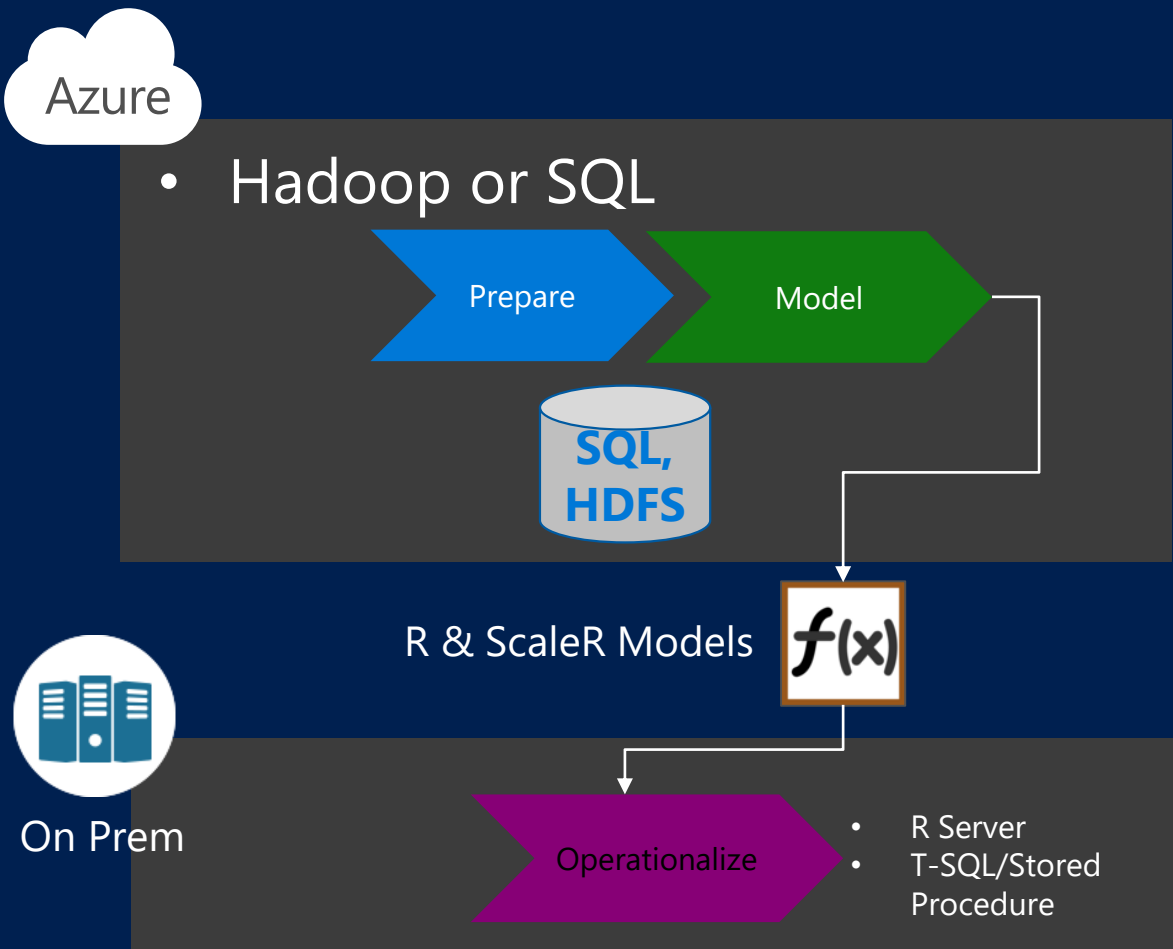 Azure
• Hadoop or SQL
Prepare
Model
SQL,
HDFS
R & ScaleR Models
f(x)
On Prem
Operationalize
• R Server
• T-SQL/Stored
Procedure